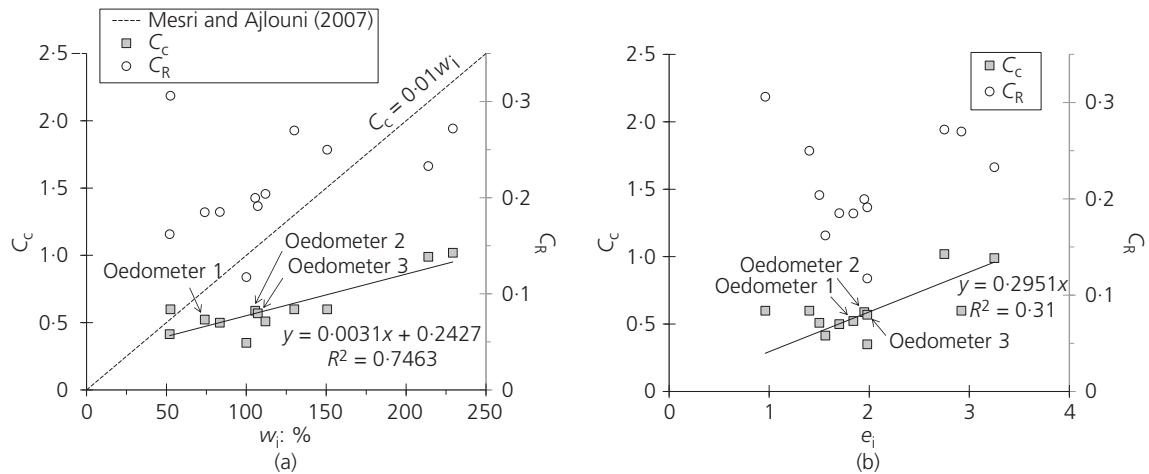 Mesri and Ajlouni (2007)
Cc
CR
2·5
2·0
1·5
1·0
0·5
0
Cc
0·3
0·2
0·1
0
CR
Cc = 0·01wi
Oedometer 2
Oedometer 1
Oedometer 3
y = 0·0031x + 0·2427
R² = 0·7463
0
50
100
150
200
250
wi: %
(a)
Cc
CR
2·5
2·0
1·5
1·0
0·5
0
Cc
0·3
0·2
0·1
0
CR
Oedometer 2
Oedometer 1
y = 0·2951x
R² = 0·31
Oedometer 3
0
1
2
3
4
ei
(b)